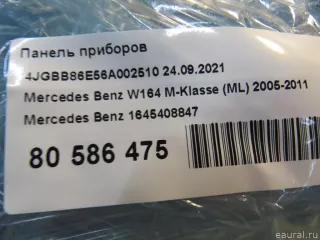 Панель приборов
4JGBB86E56A002510 24.09.2021
Mercedes Benz W164 M-Klasse (ML) 2005-2011
Mercedes Benz 1645408847
80 586 475
eaural.ru